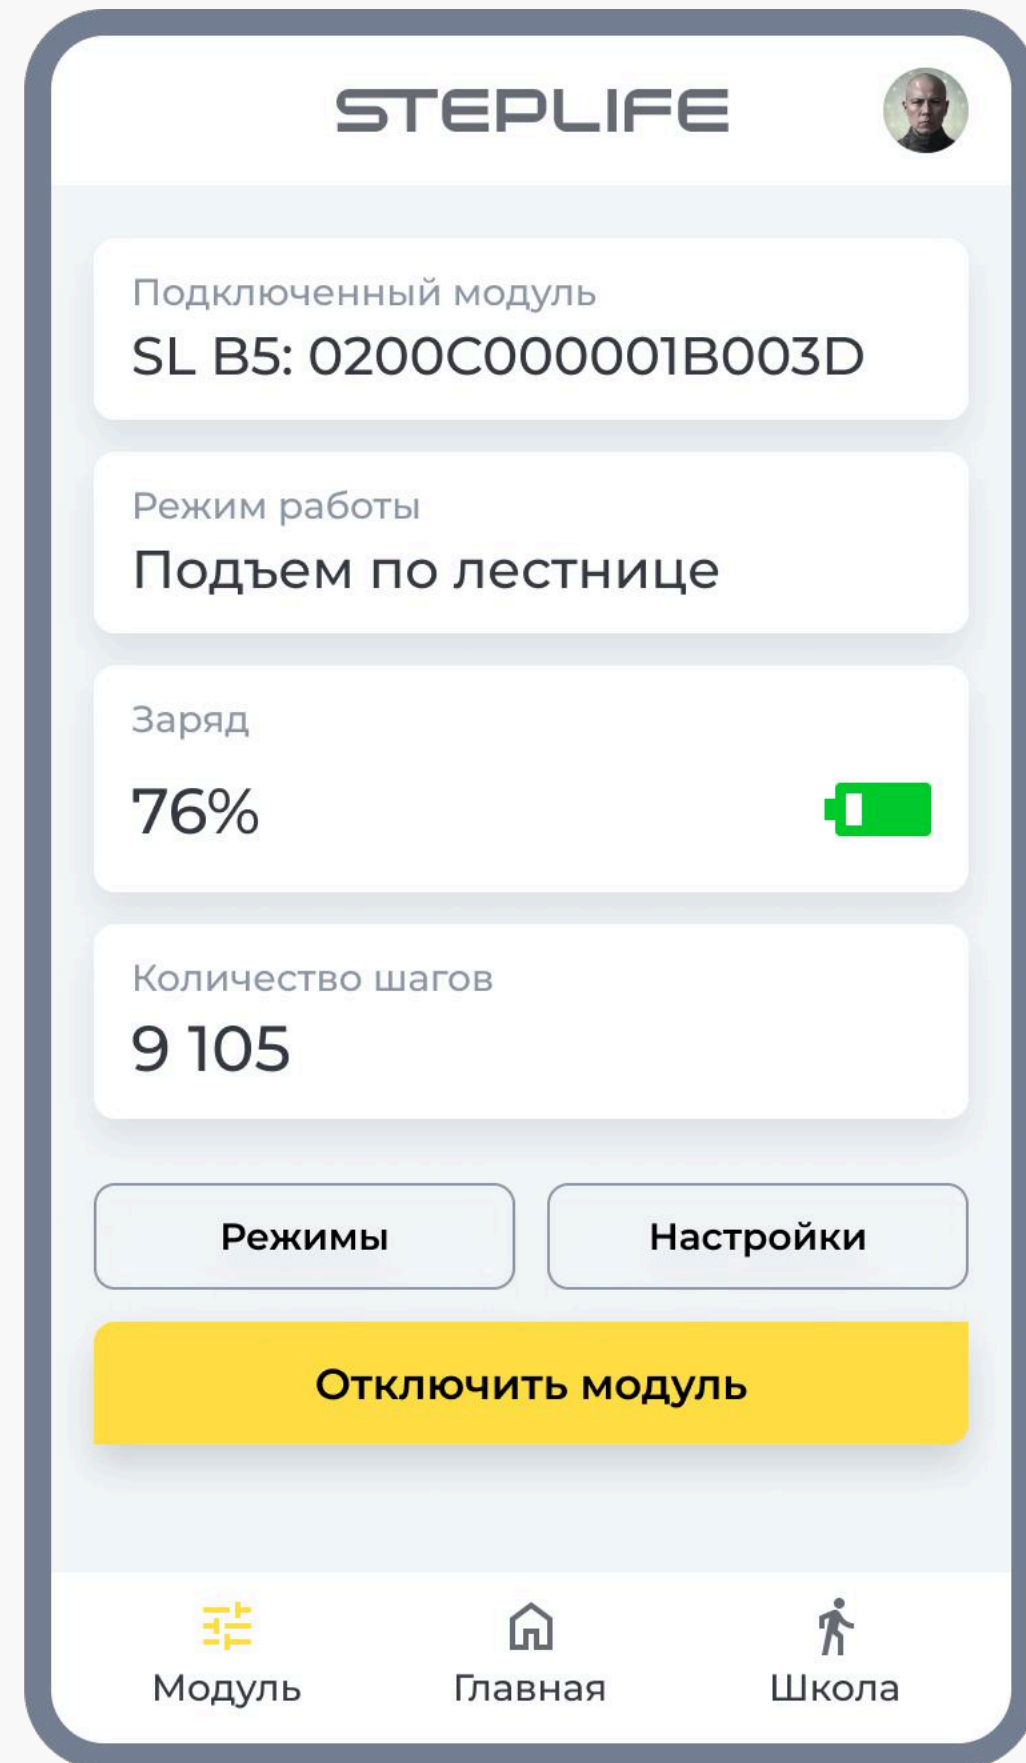 STEPLIFE
Подключенный модуль
SL B5: 0200C000001B003D
Режим работы
Подъем по лестнице
Заряд
76%
Количество шагов
9 105
Режимы
Настройки
Отключить модуль
Модуль
Главная
Школа